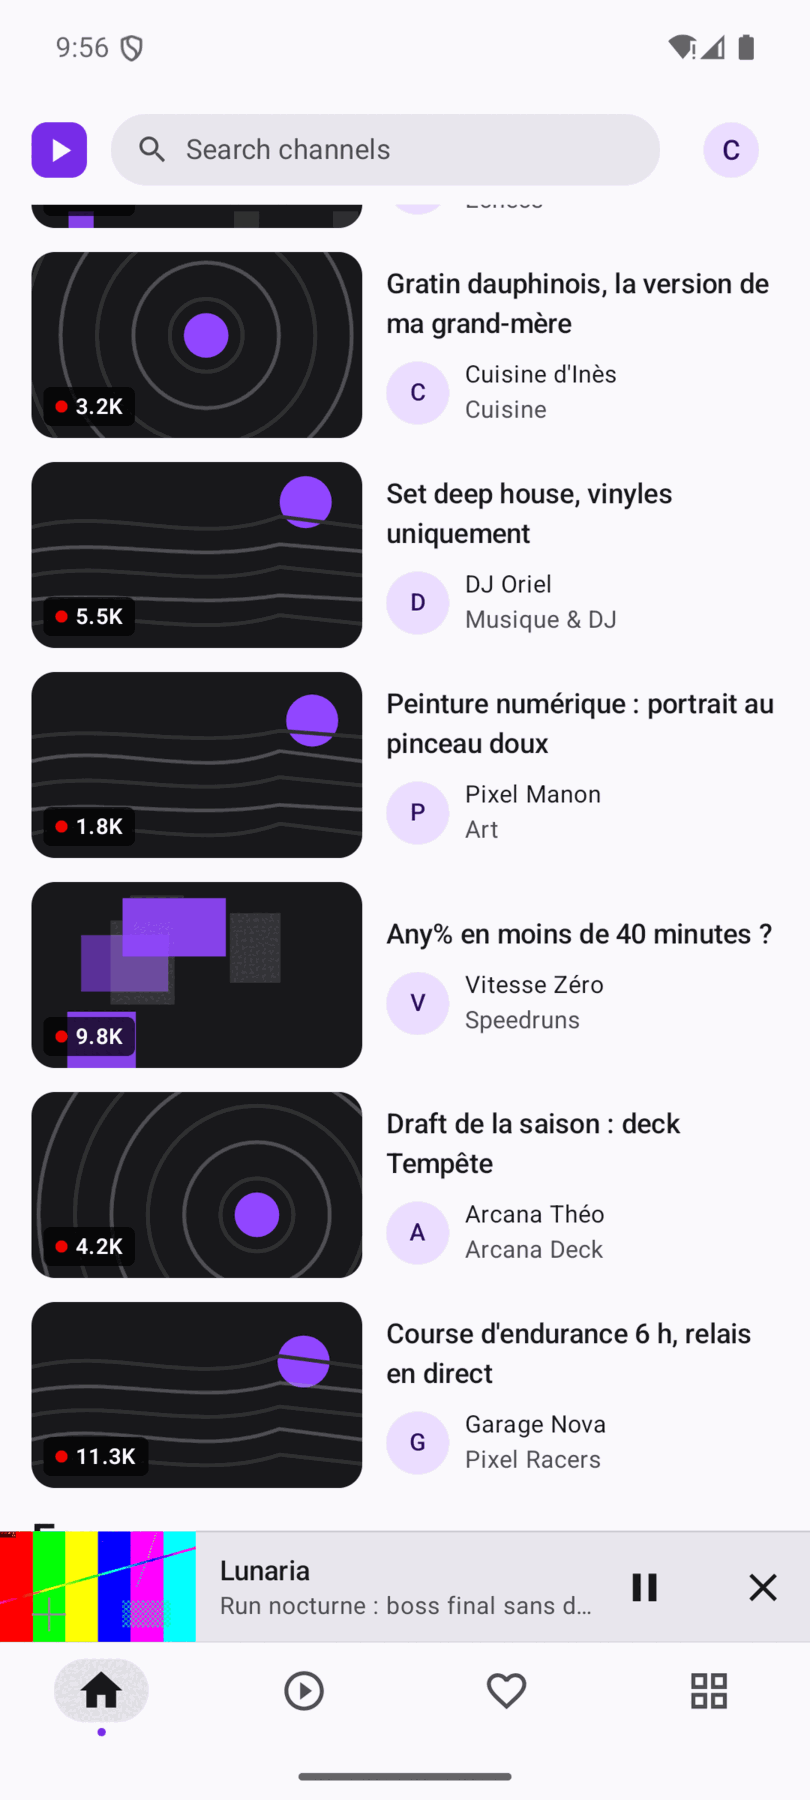 9:56
Search channels
C
Gratin dauphinois, la version de
ma grand-mère
3.2K
C
Cuisine d'Inès
Cuisine
Set deep house, vinyles
uniquement
5.5K
D
DJ Oriel
Musique & DJ
Peinture numérique : portrait au
pinceau doux
1.8K
P
Pixel Manon
Art
Any% en moins de 40 minutes ?
9.8K
V
Vitesse Zéro
Speedruns
Draft de la saison : deck
Tempête
4.2K
A
Arcana Théo
Arcana Deck
Course d'endurance 6 h, relais
en direct
11.3K
G
Garage Nova
Pixel Racers
Lunaria
Run nocturne : boss final sans d...